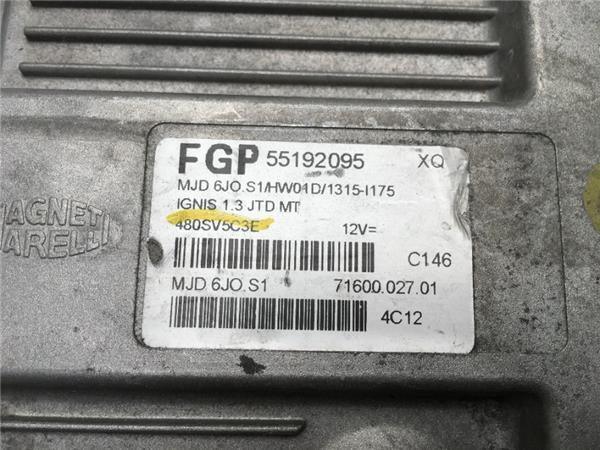 FGP 55192095 XQ
MJD 6JO.S1/HW01D/1315-I175
IGNIS 1.3 JTD MT
480SV5C3E 12V=
C146
MJD 6JO.S1 71600.027.01
4C12
MAGNETI
MARELLI